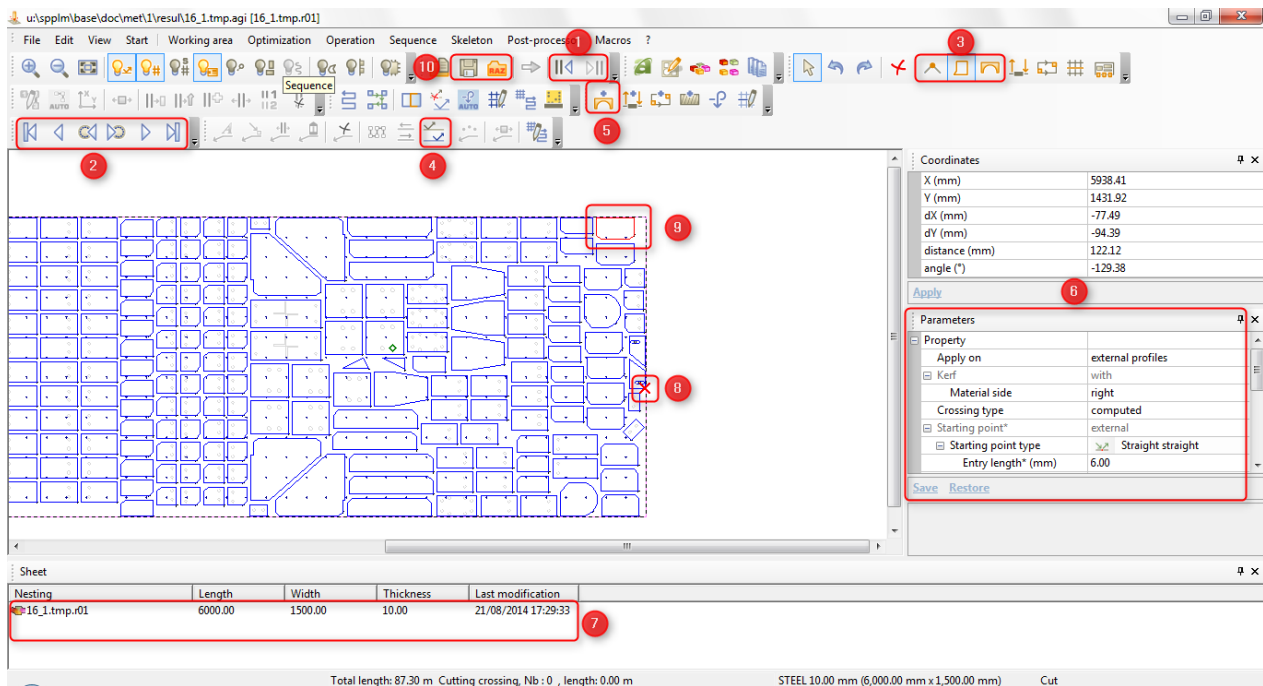 u:\spplm\base\doc\met\1\resul\16_1.tmp.agi [16_1.tmp.r01]
File Edit View Start Working area Optimization Operation Sequence Skeleton Post-processo Macros ?
1
3
10
Sequence
AUTO
AUTO
5
2
4
RAZ
Coordinates
X (mm) 5938.41
Y (mm) 1431.92
dX (mm) -77.49
dY (mm) -94.39
distance (mm) 122.12
angle (°) -129.38
Apply
9
6
Parameters
Property
Apply on external profiles
Kerf with
Material side right
Crossing type computed
Starting point* external
Starting point type Straight straight
Entry length* (mm) 6.00
Save Restore
8
Sheet
Nesting Length Width Thickness Last modification
16_1.tmp.r01 6000.00 1500.00 10.00 21/08/2014 17:29:33
7
Total length: 87.30 m Cutting crossing, Nb : 0 , length: 0.00 m STEEL 10.00 mm (6,000.00 mm x 1,500.00 mm) Cut